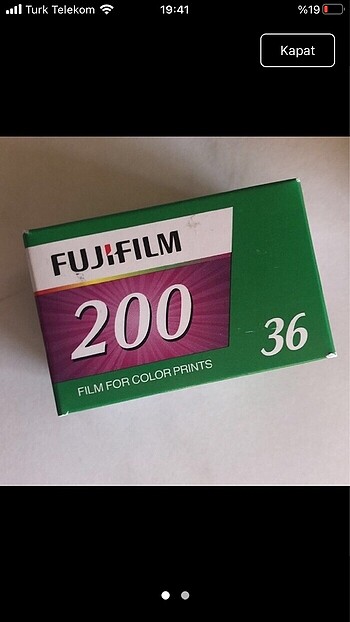 Turk Telekom
19:41
%19
Kapat
FUJIFILM
200
36
FILM FOR COLOR PRINTS